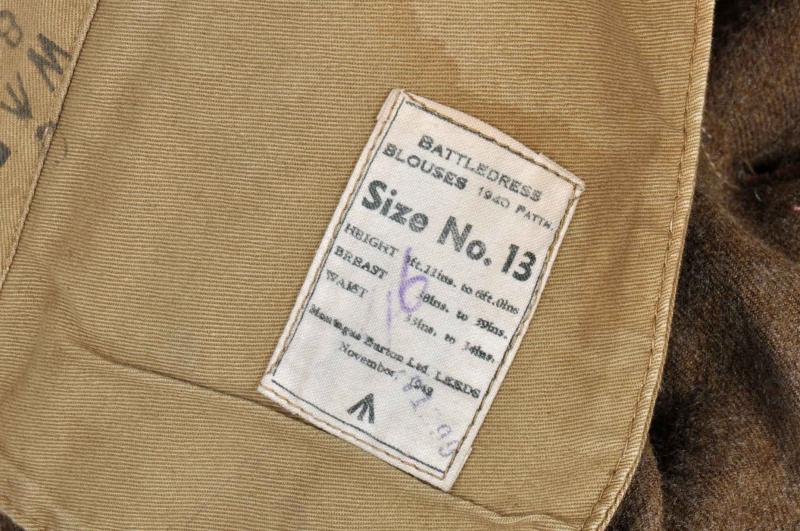 BATTLEDRESS
BLOUSES 1940 PATTN.
Size No. 13
HEIGHT 5ft.11ins. to 6ft.0ins
BREAST 38ins. to 39ins.
WAIST 33ins. to 34ins.
Montague Burton Ltd. LEEDS
November, 1943
6